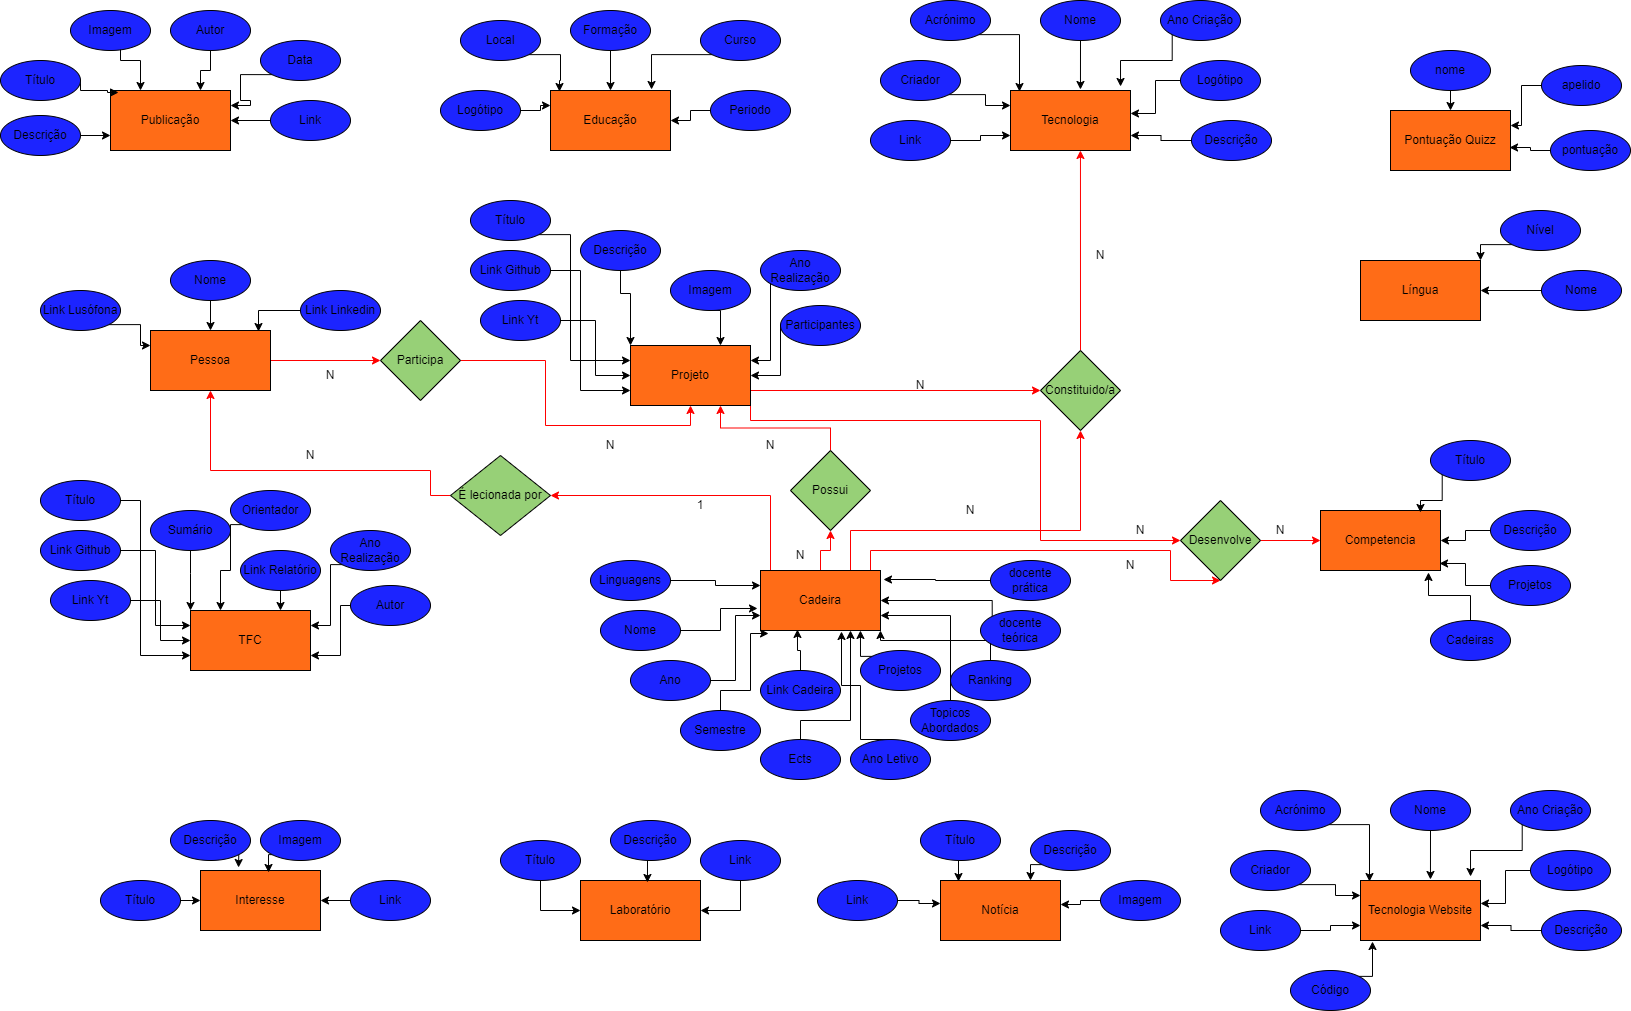 Imagem
Autor
Data
Título
Descrição
Link
Publicação
Local
Formação
Curso
Logótipo
Periodo
Educação
Acrónimo
Nome
Ano Criação
Criador
Logótipo
Link
Descrição
Tecnologia
nome
apelido
pontuação
Pontuação Quizz
Nível
Nome
Língua
Título
Descrição
Link Github
Imagem
Ano
Realização
Link Yt
Participantes
Projeto
Nome
Link Lusófona
Link Linkedin
Pessoa
N
Participa
N
N
N
Constituido/a
N
N
É lecionada por
1
Possui
N
N
N
N
N
Desenvolve
N
Título
Descrição
Projetos
Cadeiras
Competencia
Título
Sumário
Orientador
Link Github
Link Relatório
Ano
Realização
Link Yt
Autor
TFC
Linguagens
Nome
Ano
Semestre
Link Cadeira
Ects
Ano Letivo
Projetos
Topicos
Abordados
Ranking
docente
teórica
docente
prática
Cadeira
Descrição
Imagem
Título
Link
Interesse
Título
Descrição
Link
Laboratório
Título
Descrição
Link
Imagem
Notícia
Acrónimo
Nome
Ano Criação
Criador
Logótipo
Link
Descrição
Código
Tecnologia Website